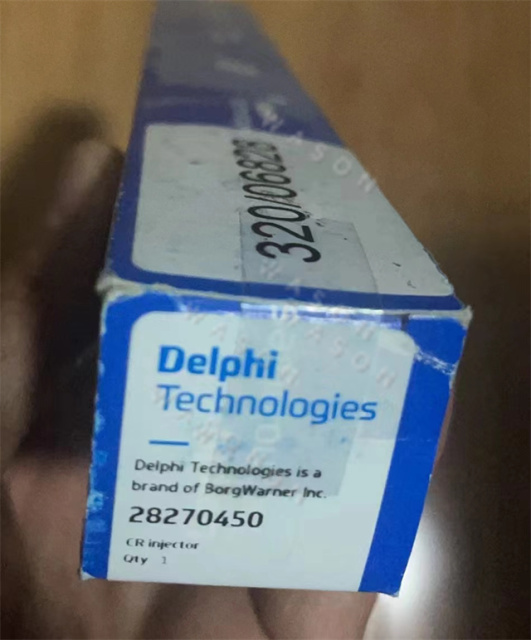 320/06828
Delphi
Technologies
Delphi Technologies is a
brand of BorgWarner Inc.
28270450
CR injector
Qty 1